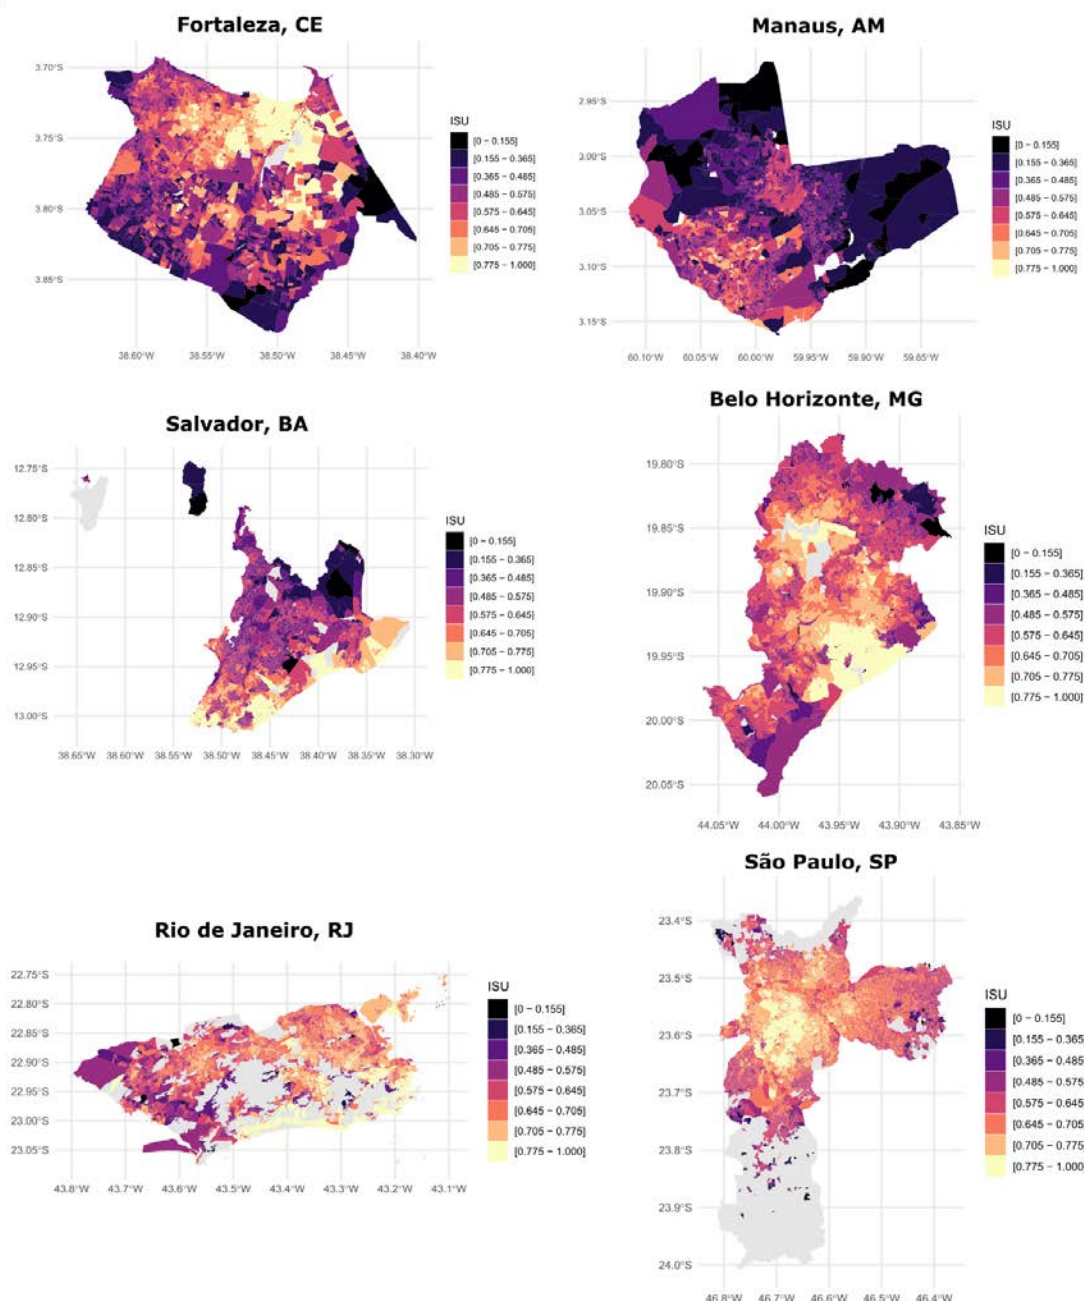 Fortaleza, CE
3.70°S
3.75°S
3.80°S
3.85°S
38.60°W 38.55°W 38.50°W 38.45°W 38.40°W
ISU
[0 − 0.155]
[0.155 − 0.365]
[0.365 − 0.485]
[0.485 − 0.575]
[0.575 − 0.645]
[0.645 − 0.705]
[0.705 − 0.775]
[0.775 − 1.000]
Manaus, AM
2.95°S
3.00°S
3.05°S
3.10°S
3.15°S
60.10°W 60.05°W 60.00°W 59.95°W 59.90°W 59.85°W
ISU
[0 − 0.155]
[0.155 − 0.365]
[0.365 − 0.485]
[0.485 − 0.575]
[0.575 − 0.645]
[0.645 − 0.705]
[0.705 − 0.775]
[0.775 − 1.000]
Salvador, BA
12.75°S
12.80°S
12.85°S
12.90°S
12.95°S
13.00°S
38.65°W 38.60°W 38.55°W 38.50°W 38.45°W 38.40°W 38.35°W 38.30°W
ISU
[0 − 0.155]
[0.155 − 0.365]
[0.365 − 0.485]
[0.485 − 0.575]
[0.575 − 0.645]
[0.645 − 0.705]
[0.705 − 0.775]
[0.775 − 1.000]
Belo Horizonte, MG
19.80°S
19.85°S
19.90°S
19.95°S
20.00°S
20.05°S
44.05°W 44.00°W 43.95°W 43.90°W 43.85°W
ISU
[0 − 0.155]
[0.155 − 0.365]
[0.365 − 0.485]
[0.485 − 0.575]
[0.575 − 0.645]
[0.645 − 0.705]
[0.705 − 0.775]
[0.775 − 1.000]
Rio de Janeiro, RJ
22.75°S
22.80°S
22.85°S
22.90°S
22.95°S
23.00°S
23.05°S
43.8°W 43.7°W 43.6°W 43.5°W 43.4°W 43.3°W 43.2°W 43.1°W
ISU
[0 − 0.155]
[0.155 − 0.365]
[0.365 − 0.485]
[0.485 − 0.575]
[0.575 − 0.645]
[0.645 − 0.705]
[0.705 − 0.775]
[0.775 − 1.000]
São Paulo, SP
23.4°S
23.5°S
23.6°S
23.7°S
23.8°S
23.9°S
24.0°S
46.8°W 46.7°W 46.6°W 46.5°W 46.4°W
ISU
[0 − 0.155]
[0.155 − 0.365
[0.365 − 0.485
[0.485 − 0.575
[0.575 − 0.645
[0.645 − 0.705
[0.705 − 0.775
[0.775 − 1.000